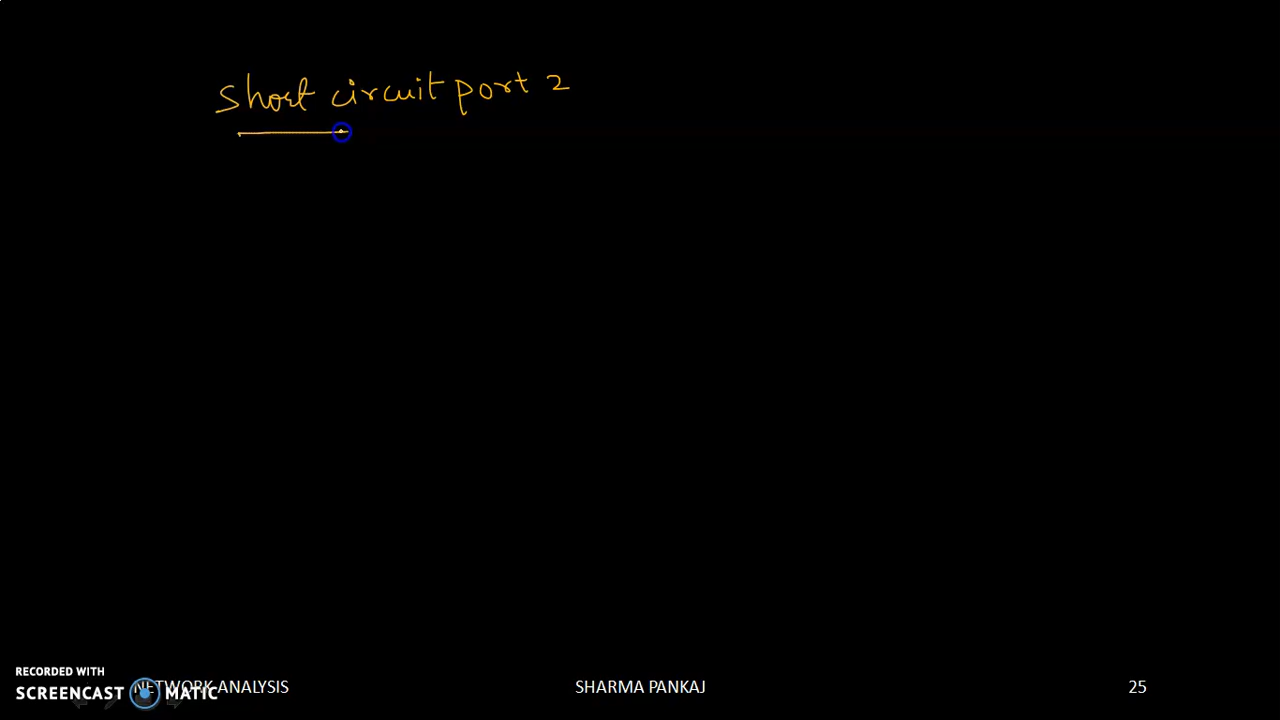 Short circuit port 2
RECORDED WITH
SCREENCAST MATIC
NETWORK ANALYSIS
SHARMA PANKAJ
25